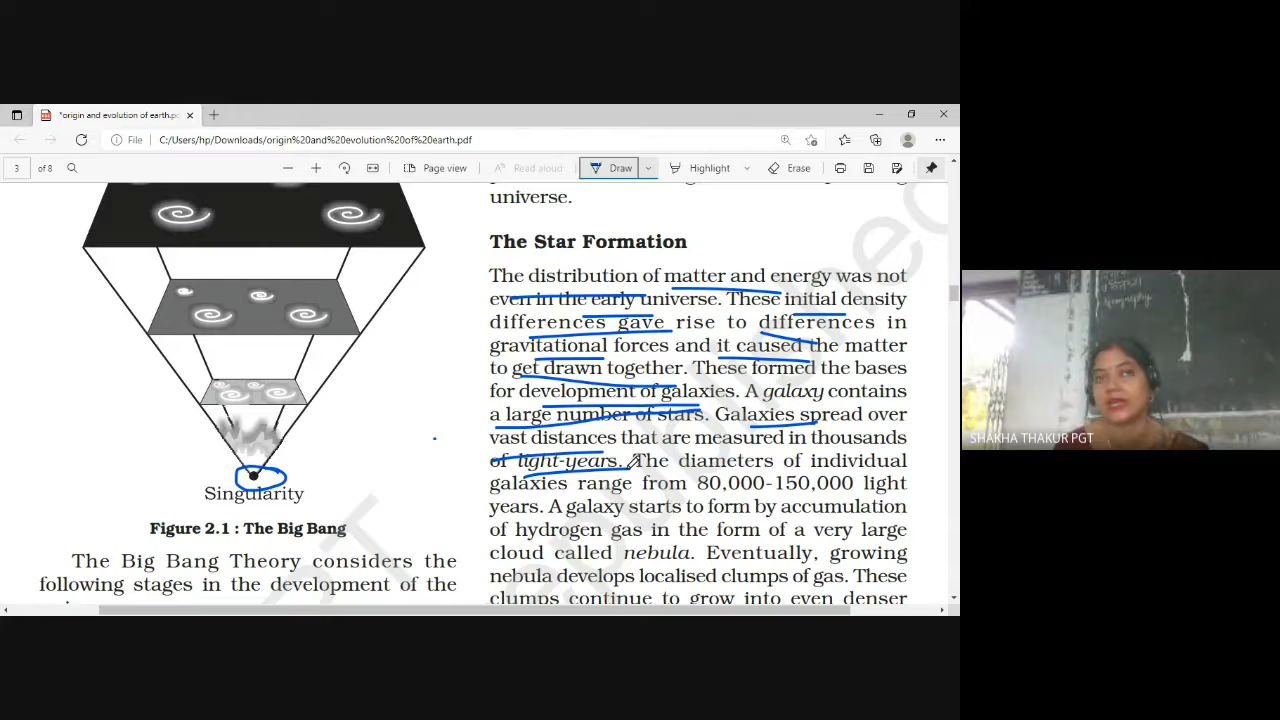 *origin and evolution of earth.p
File
C:/Users/hp/Downloads/origin%20and%20evolution%20of%20earth.pdf
3 of 8
Page view
Read aloud
Draw
Highlight
Erase
universe.
The Star Formation
The distribution of matter and energy was not
even in the early universe. These initial density
differences gave rise to differences in
gravitational forces and it caused the matter
to get drawn together. These formed the bases
for development of galaxies. A galaxy contains
a large number of stars. Galaxies spread over
vast distances that are measured in thousands
of light-years. The diameters of individual
galaxies range from 80,000-150,000 light
years. A galaxy starts to form by accumulation
of hydrogen gas in the form of a very large
cloud called nebula. Eventually, growing
nebula develops localised clumps of gas. These
clumps continue to grow into even denser
Singularity
Figure 2.1 : The Big Bang
The Big Bang Theory considers the
following stages in the development of the
SHAKHA THAKUR PGT